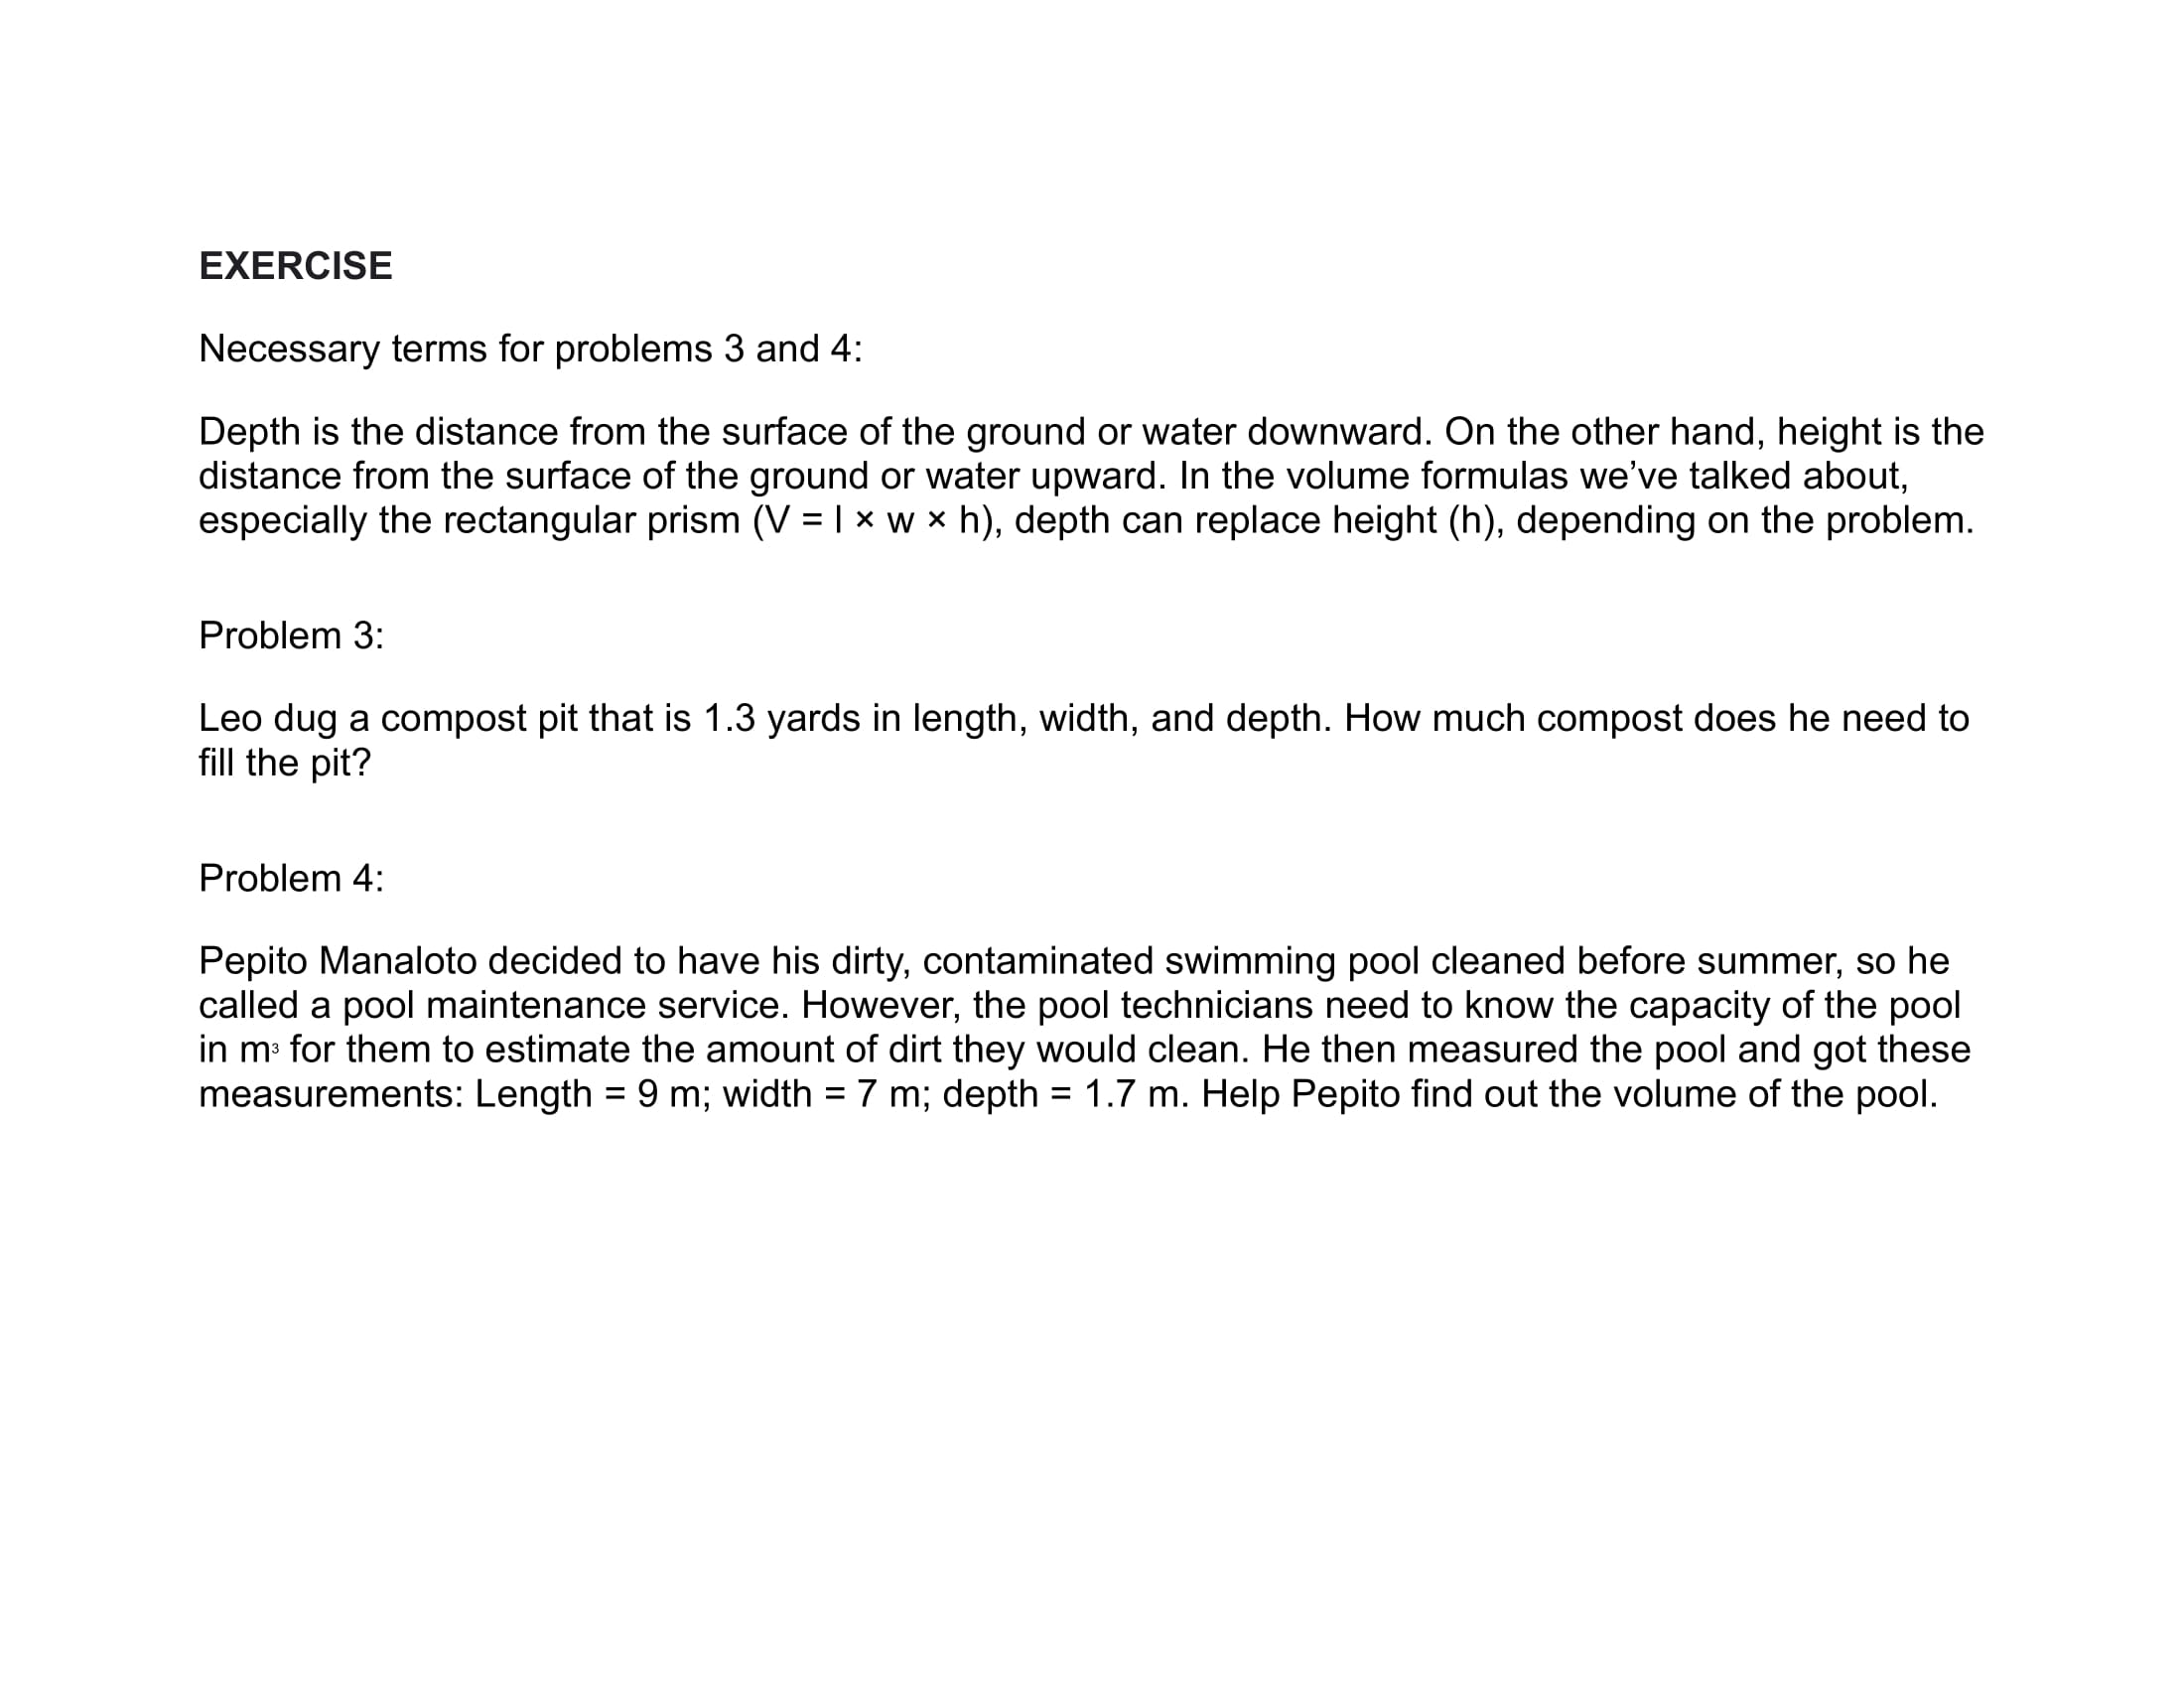 EXERCISE
Necessary terms for problems 3 and 4:
Depth is the distance from the surface of the ground or water downward. On the other hand, height is the
distance from the surface of the ground or water upward. In the volume formulas we’ve talked about,
especially the rectangular prism (V = l × w × h), depth can replace height (h), depending on the problem.
Problem 3:
Leo dug a compost pit that is 1.3 yards in length, width, and depth. How much compost does he need to
fill the pit?
Problem 4:
Pepito Manaloto decided to have his dirty, contaminated swimming pool cleaned before summer, so he
called a pool maintenance service. However, the pool technicians need to know the capacity of the pool
in m³ for them to estimate the amount of dirt they would clean. He then measured the pool and got these
measurements: Length = 9 m; width = 7 m; depth = 1.7 m. Help Pepito find out the volume of the pool.